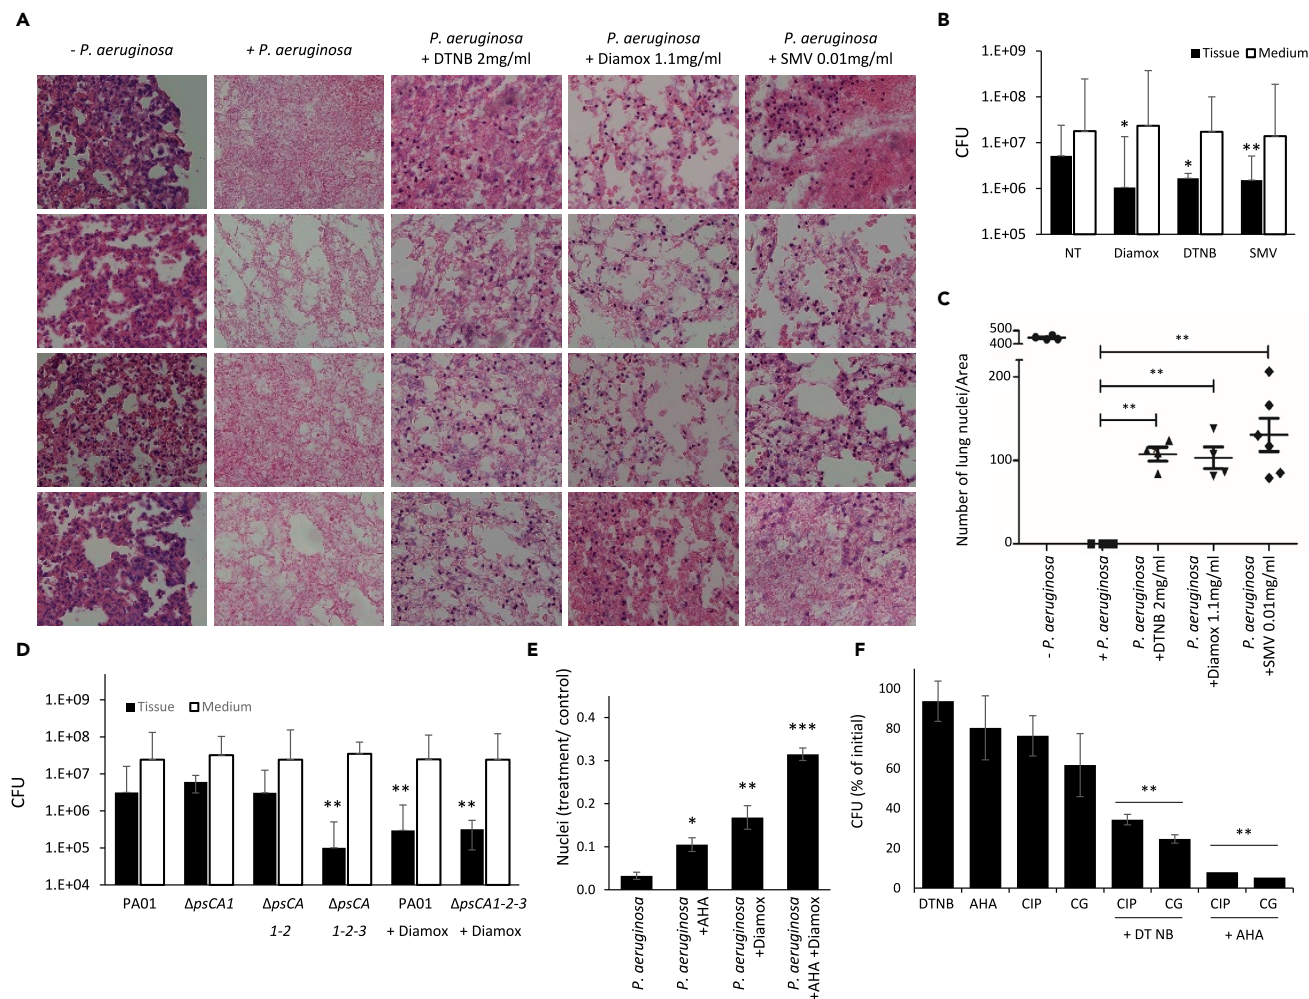 A
- P. aeruginosa
+ P. aeruginosa
P. aeruginosa
+ DTNB 2mg/ml
P. aeruginosa
+ Diamox 1.1mg/ml
P. aeruginosa
+ SMV 0.01mg/ml
B
1.E+09
1.E+08
1.E+07
1.E+06
1.E+05
CFU
Tissue
Medium
*
*
**
NT
Diamox
DTNB
SMV
C
500
400
200
100
0
Number of lung nuclei/Area
**
**
**
- P. aeruginosa
+ P. aeruginosa
P. aeruginosa
+DTNB 2mg/ml
P. aeruginosa
+Diamox 1.1mg/ml
P. aeruginosa
+SMV 0.01mg/ml
D
1.E+09
1.E+08
1.E+07
1.E+06
1.E+05
1.E+04
CFU
Tissue
Medium
**
**
**
PA01
ΔpscA1
ΔpsCA
1-2
ΔpsCA
1-2-3
PA01
+ Diamox
ΔpsCA1-2-3
+ Diamox
E
0.4
0.3
0.2
0.1
0.0
Nuclei (treatment/ control)
*
**
***
P. aeruginosa
P. aeruginosa
+AHA
P. aeruginosa
+Diamox
P. aeruginosa
+AHA +Diamox
F
100
80
60
40
20
0
CFU (% of initial)
**
**
DTNB
AHA
CIP
CG
CIP
CG
CIP
CG
+ DT NB
+ AHA